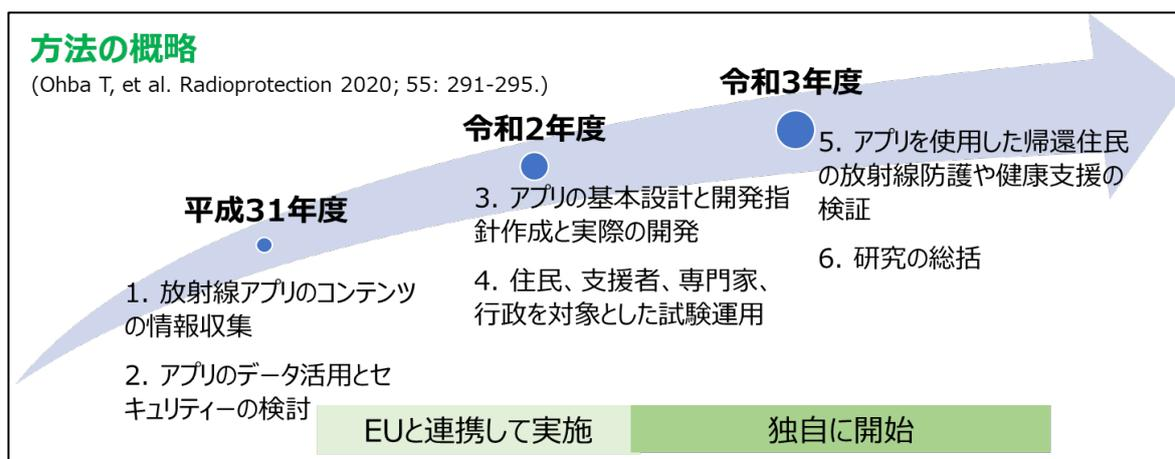 方法の概略
(Ohba T, et al. Radioprotection 2020; 55: 291-295.)
平成31年度
1. 放射線アプリのコンテンツ
の情報収集
2. アプリのデータ活用とセ
キュリティーの検討
令和2年度
3. アプリの基本設計と開発指
針作成と実際の開発
4. 住民、支援者、専門家、
行政を対象とした試験運用
令和3年度
5. アプリを使用した帰還住民
の放射線防護や健康支援の
検証
6. 研究の総括
EUと連携して実施
独自に開始